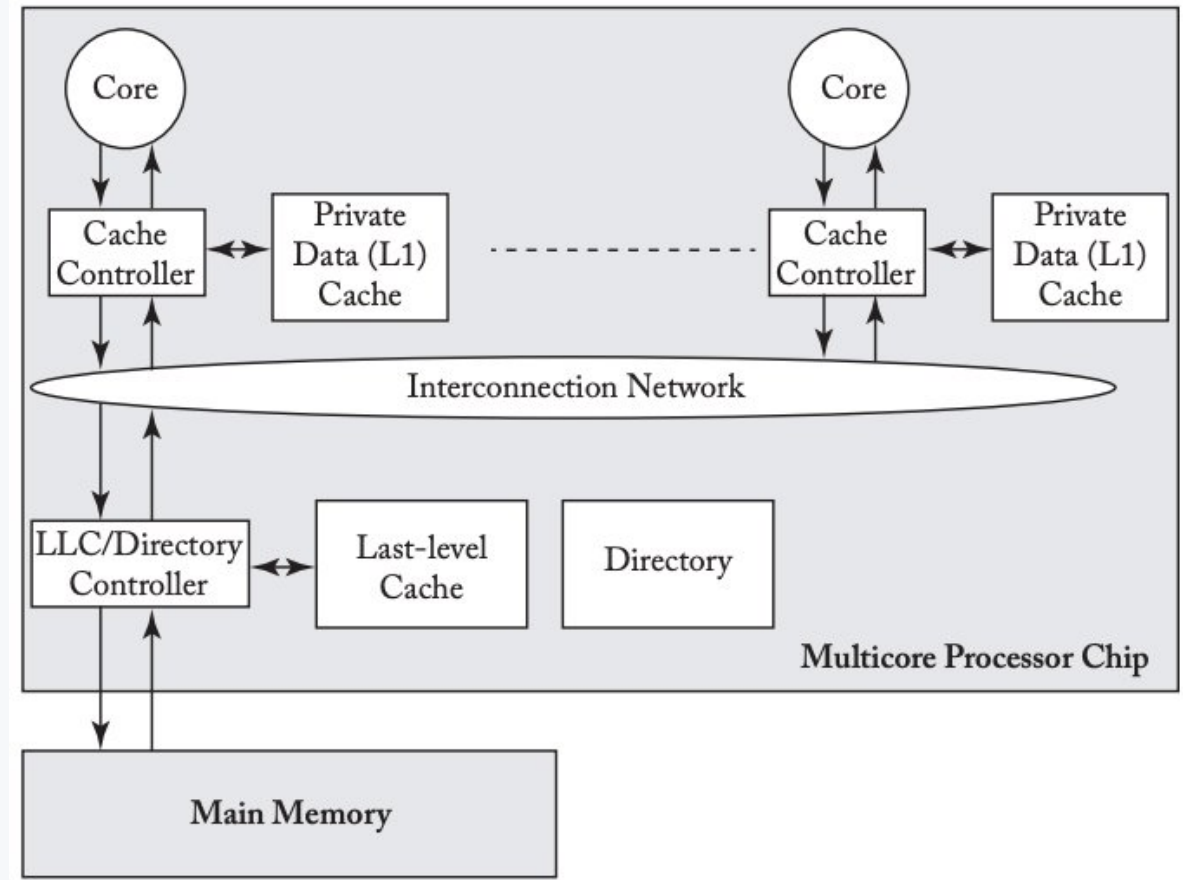 Core
Core
Cache
Controller
Private
Data (L1)
Cache
Cache
Controller
Private
Data (L1)
Cache
Interconnection Network
LLC/Directory
Controller
Last-level
Cache
Directory
Multicore Processor Chip
Main Memory